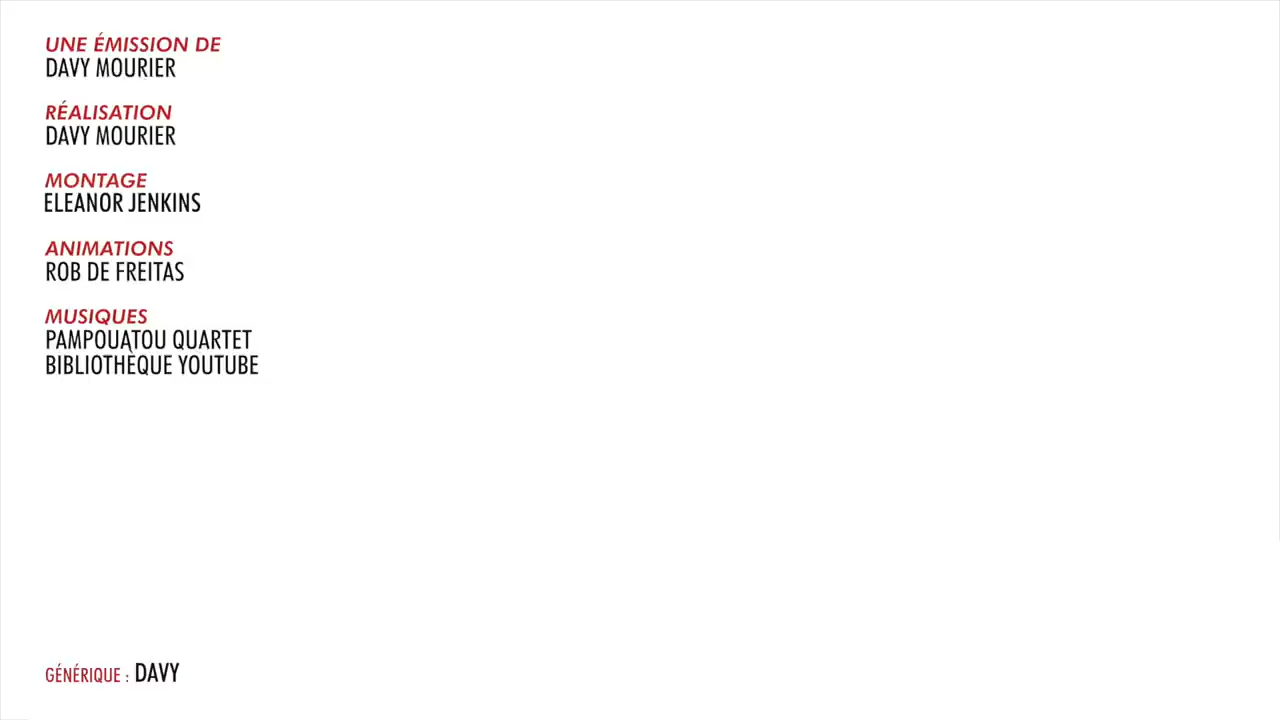 UNE ÉMISSION DE
DAVY MOURIER
RÉALISATION
DAVY MOURIER
MONTAGE
ELEANOR JENKINS
ANIMATIONS
ROB DE FREITAS
MUSIQUES
PAMPOUATOU QUARTET
BIBLIOTHÈQUE YOUTUBE
GÉNÉRIQUE : DAVY